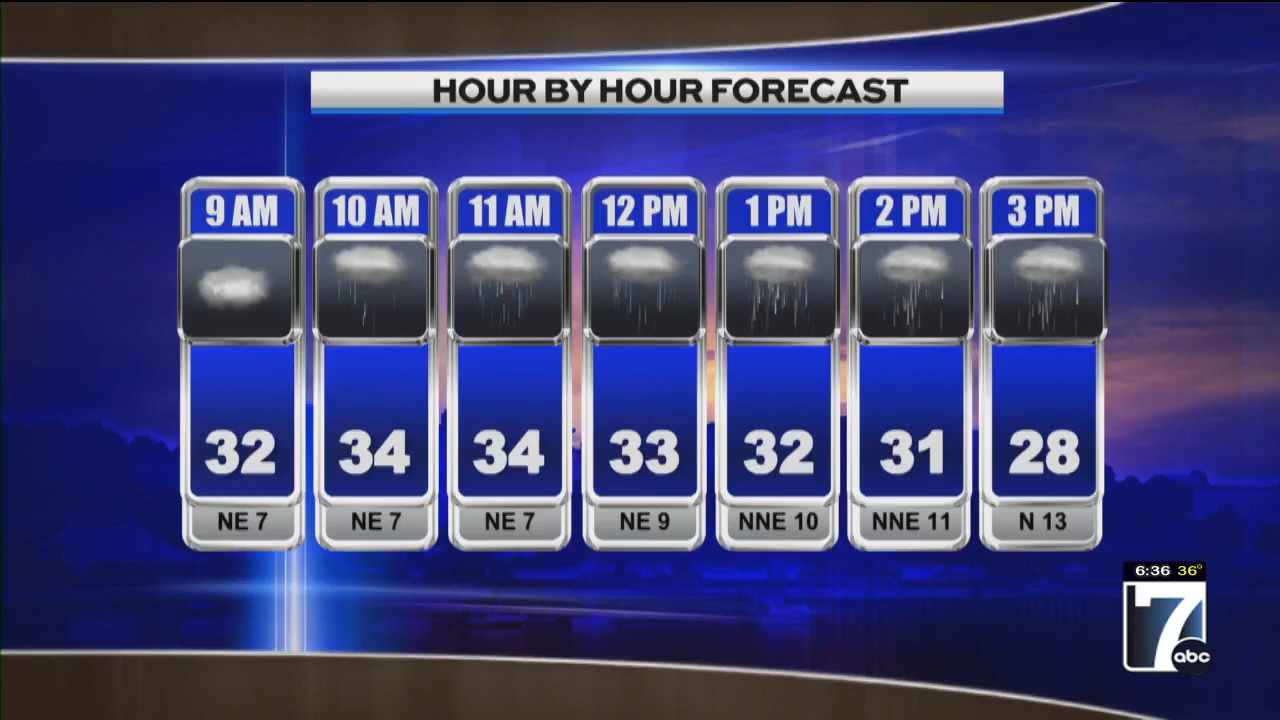 HOUR BY HOUR FORECAST
9 AM 10 AM 11 AM 12 PM 1 PM 2 PM 3 PM
32 34 34 33 32 31 28
NE 7 NE 7 NE 7 NE 9 NNE 10 NNE 11 N 13
6:36 36°
7
abc